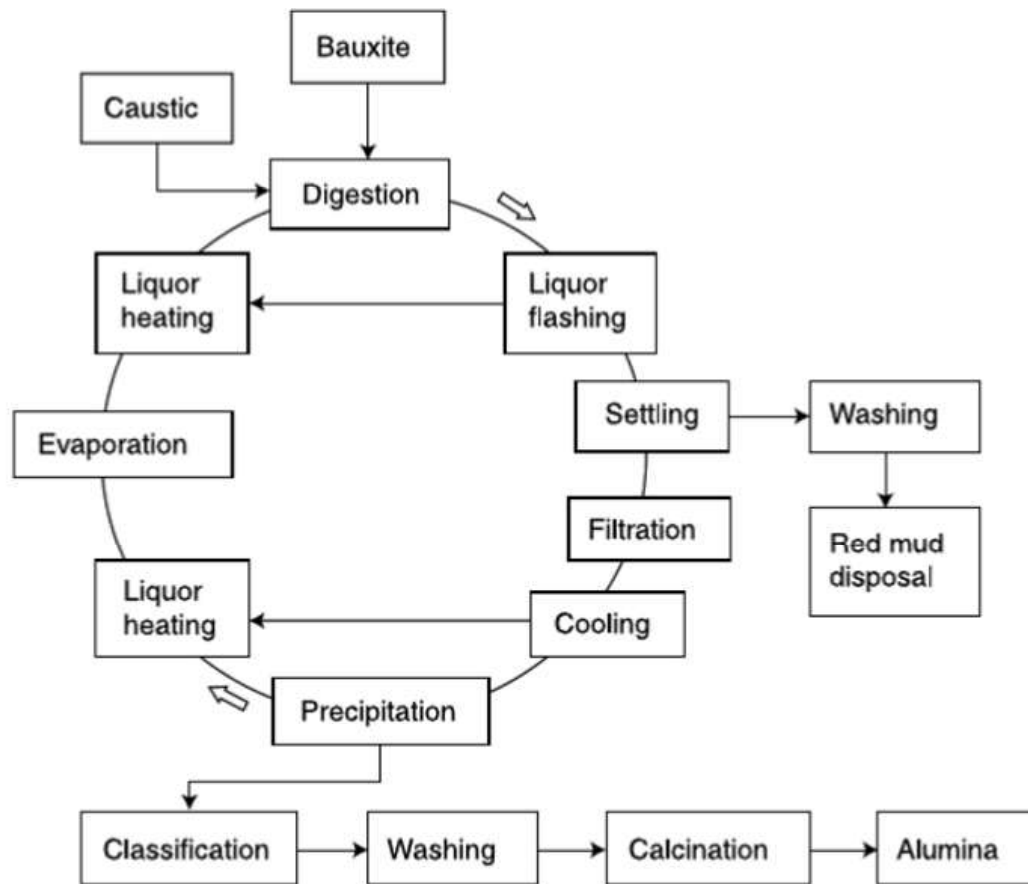 Bauxite
Caustic
Digestion
Liquor
heating
Liquor
flashing
Settling
Washing
Evaporation
Filtration
Red mud
disposal
Liquor
heating
Cooling
Precipitation
Classification
Washing
Calcination
Alumina